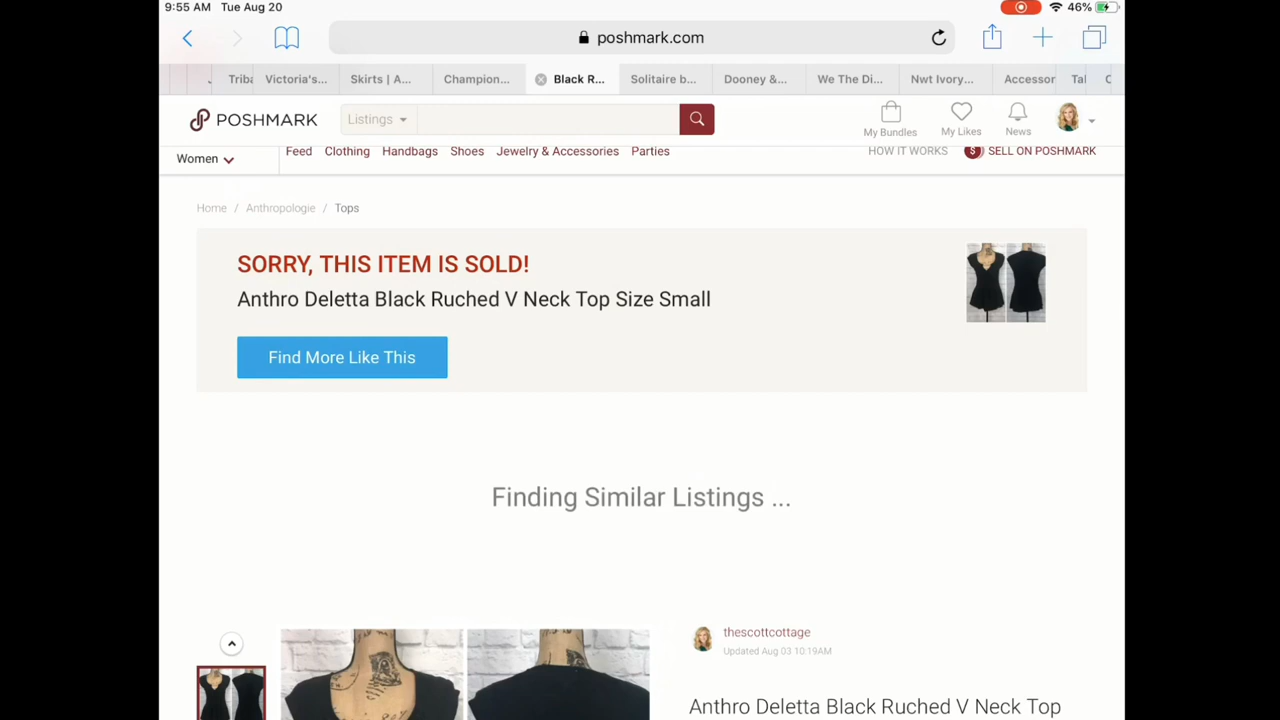 9:55 AM Tue Aug 20
46%
poshmark.com
Triba
Victoria's...
Skirts | A...
Champion...
Black R...
Solitaire b...
Dooney &...
We The Di...
Nwt Ivory...
Accessor
Tal
C
POSHMARK
Listings
My Bundles
My Likes
News
Women
Feed
Clothing
Handbags
Shoes
Jewelry & Accessories
Parties
HOW IT WORKS
$ SELL ON POSHMARK
Home / Anthropologie / Tops
SORRY, THIS ITEM IS SOLD!
Anthro Deletta Black Ruched V Neck Top Size Small
Find More Like This
Finding Similar Listings ...
thescottcottage
Updated Aug 03 10:19AM
Anthro Deletta Black Ruched V Neck Top